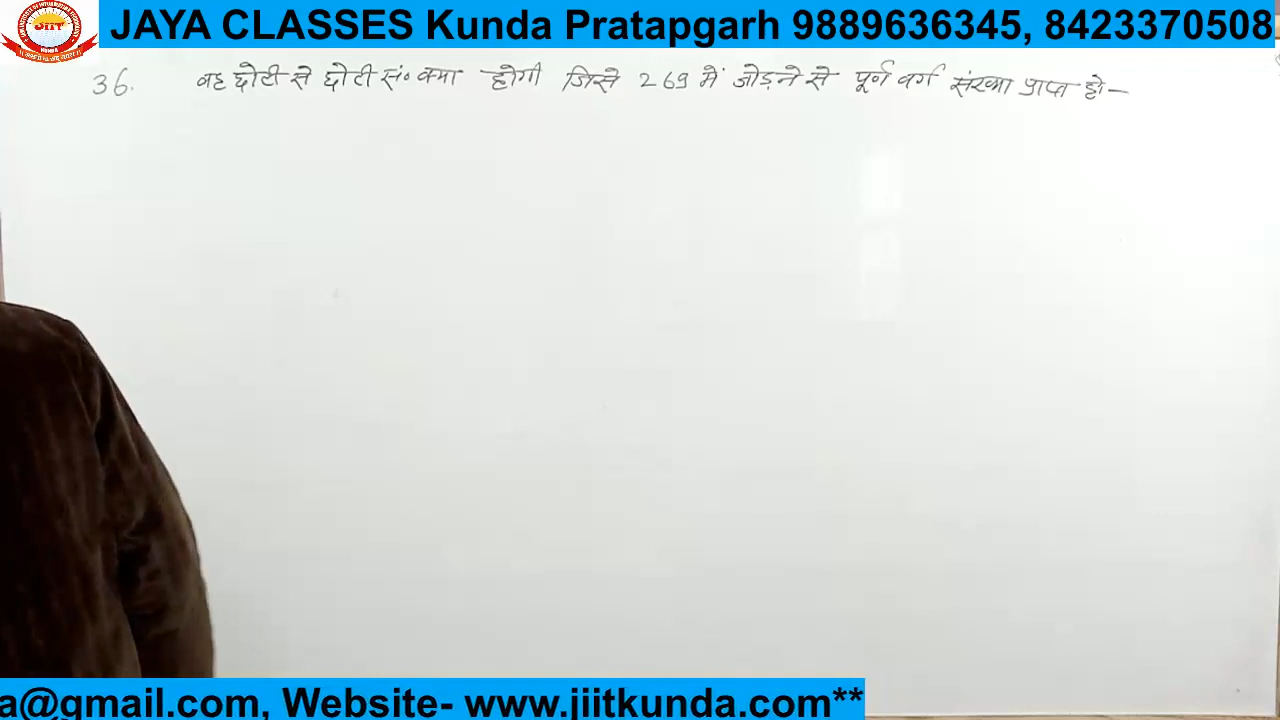 JAYA CLASSES Kunda Pratapgarh 9889636345, 8423370508
36. वह छोटी से छोटी सं० क्या होगी जिसे 269 में जोड़ने से पूर्ण वर्ग संख्या प्राप्त हो-
a@gmail.com, Website- www.jiitkunda.com**